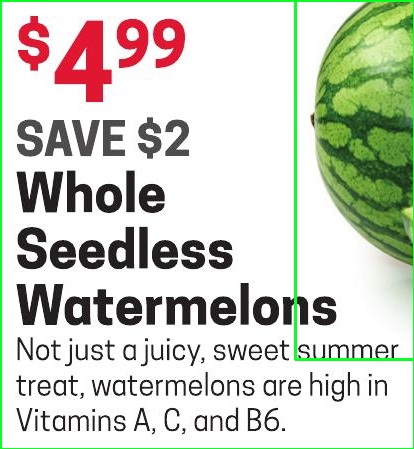 $4.99
SAVE $2
Whole
Seedless
Watermelons
Not just a juicy, sweet summer
treat, watermelons are high in
Vitamins A, C, and B6.